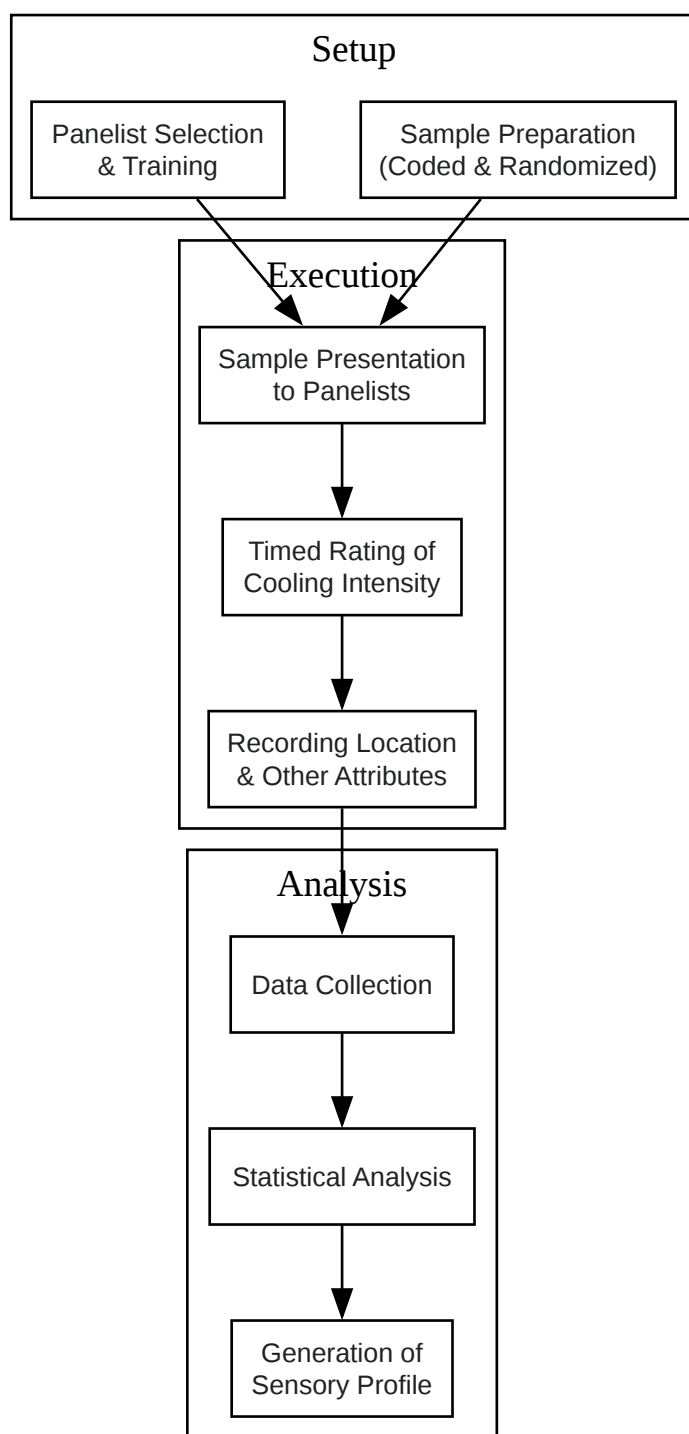 Setup
Panelist Selection
& Training
Sample Preparation
(Coded & Randomized)
Execution
Sample Presentation
to Panelists
Timed Rating of
Cooling Intensity
Recording Location
& Other Attributes
Analysis
Data Collection
Statistical Analysis
Generation of
Sensory Profile